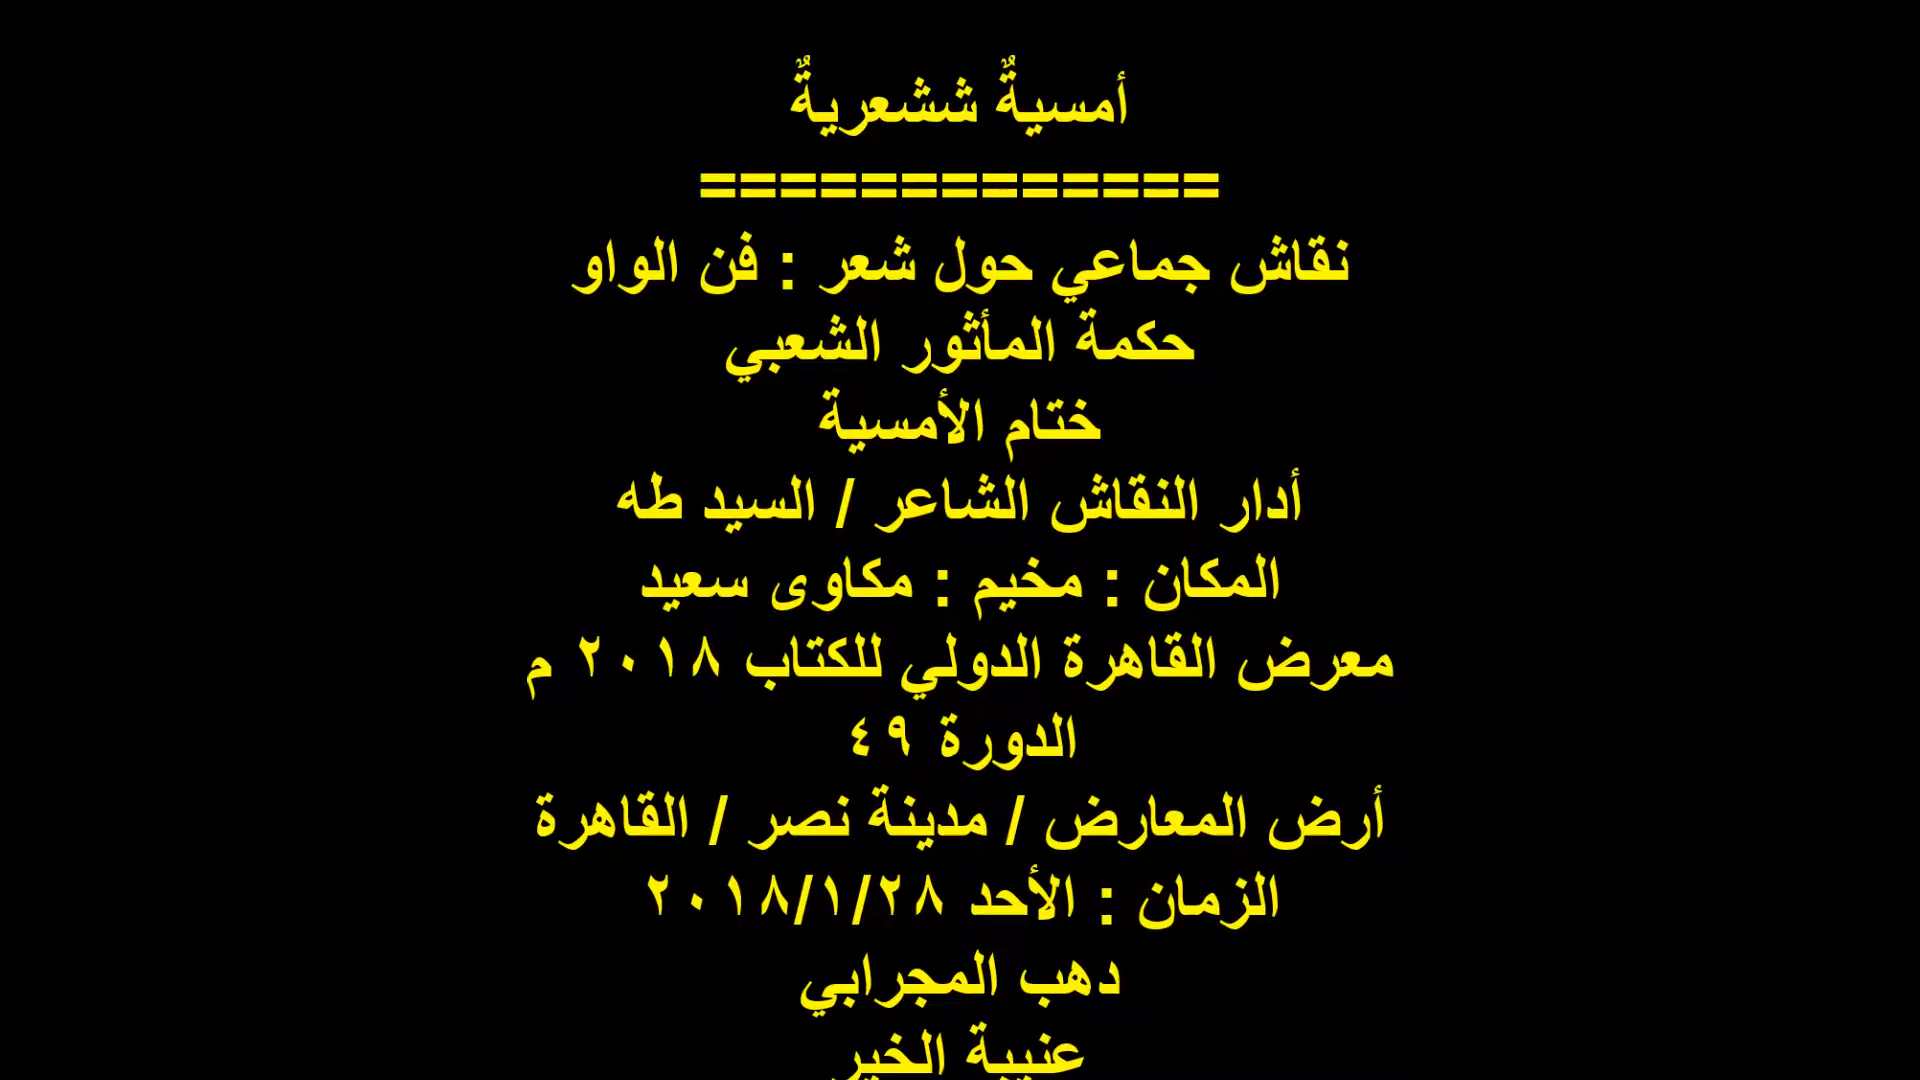 أمسيةٌ ششعريةٌ
=============
نقاش جماعي حول شعر : فن الواو
حكمة المأثور الشعبي
ختام الأمسية
أدار النقاش الشاعر / السيد طه
المكان : مخيم : مكاوى سعيد
معرض القاهرة الدولي للكتاب ٢٠١٨ م
الدورة ٤٩
أرض المعارض / مدينة نصر / القاهرة
الزمان : الأحد ٢٠١٨/١/٢٨
دهب المجرابي
عنيبة الخير